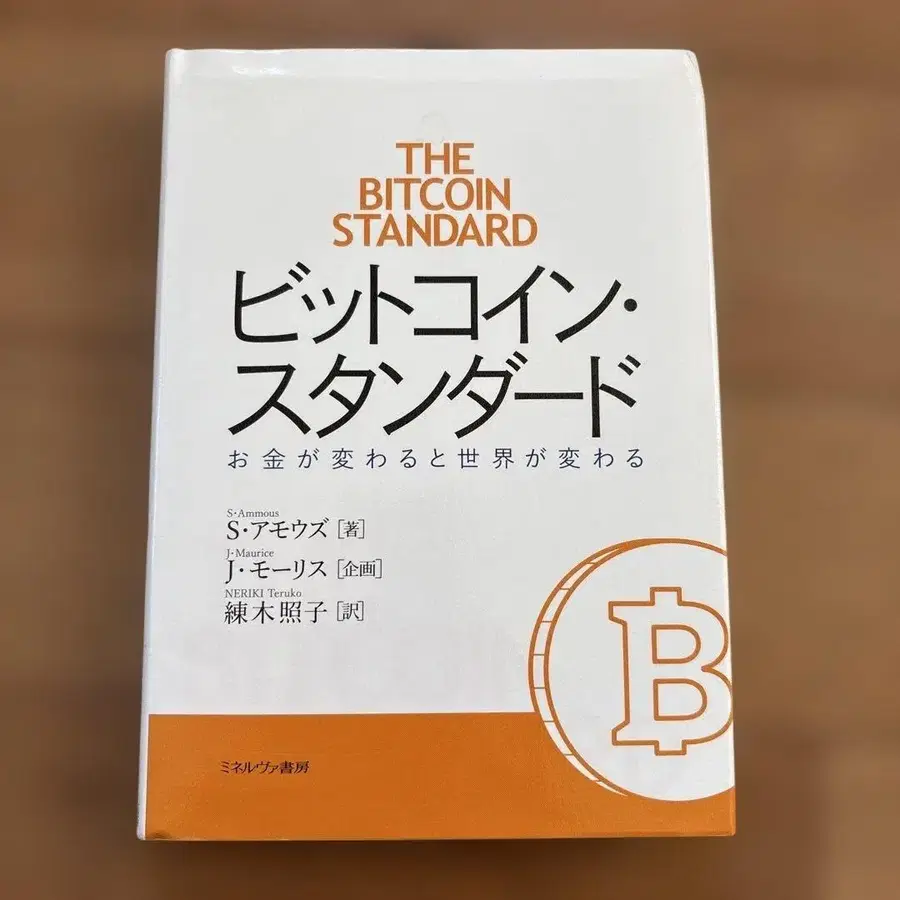 THE
BITCOIN
STANDARD
ビットコイン・
スタンダード
お金が変わると世界が変わる
S・Ammous
S・アモウズ［著］
J・Maurice
J・モーリス［企画］
NERIKI Teruko
練木照子［訳］
ミネルヴァ書房